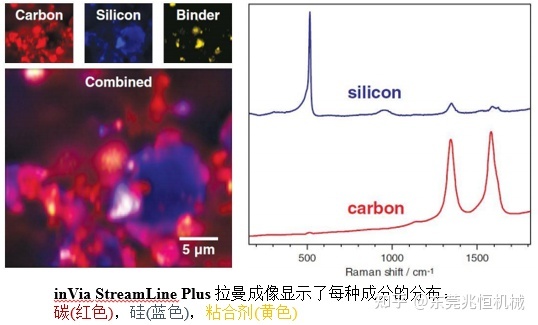 Carbon
Silicon
Binder
Combined
5 μm
silicon
carbon
500
1000
1500
Raman shift / cm⁻¹
知乎 @东莞兆恒机械
inVia StreamLine Plus 拉曼成像显示了每种成分的分布:
碳(红色)，硅(蓝色)，粘合剂(黄色)